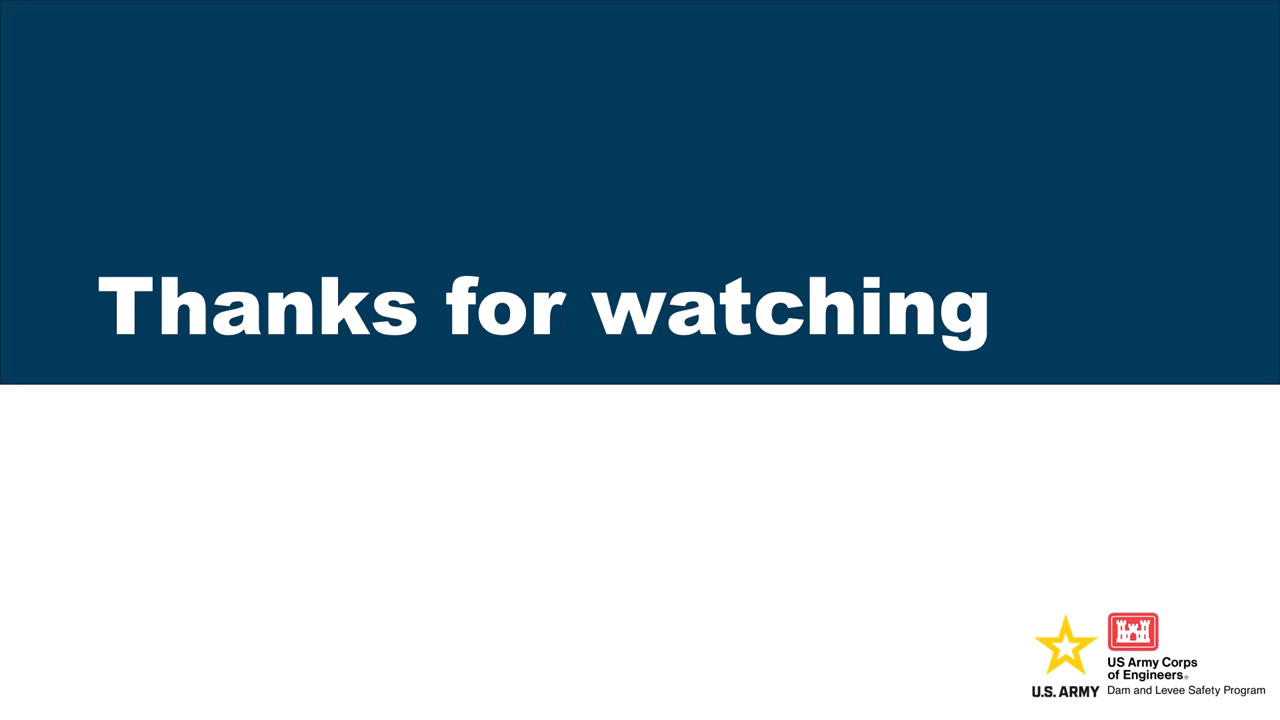 Thanks for watching
U.S. ARMY
US Army Corps
of Engineers®
Dam and Levee Safety Program